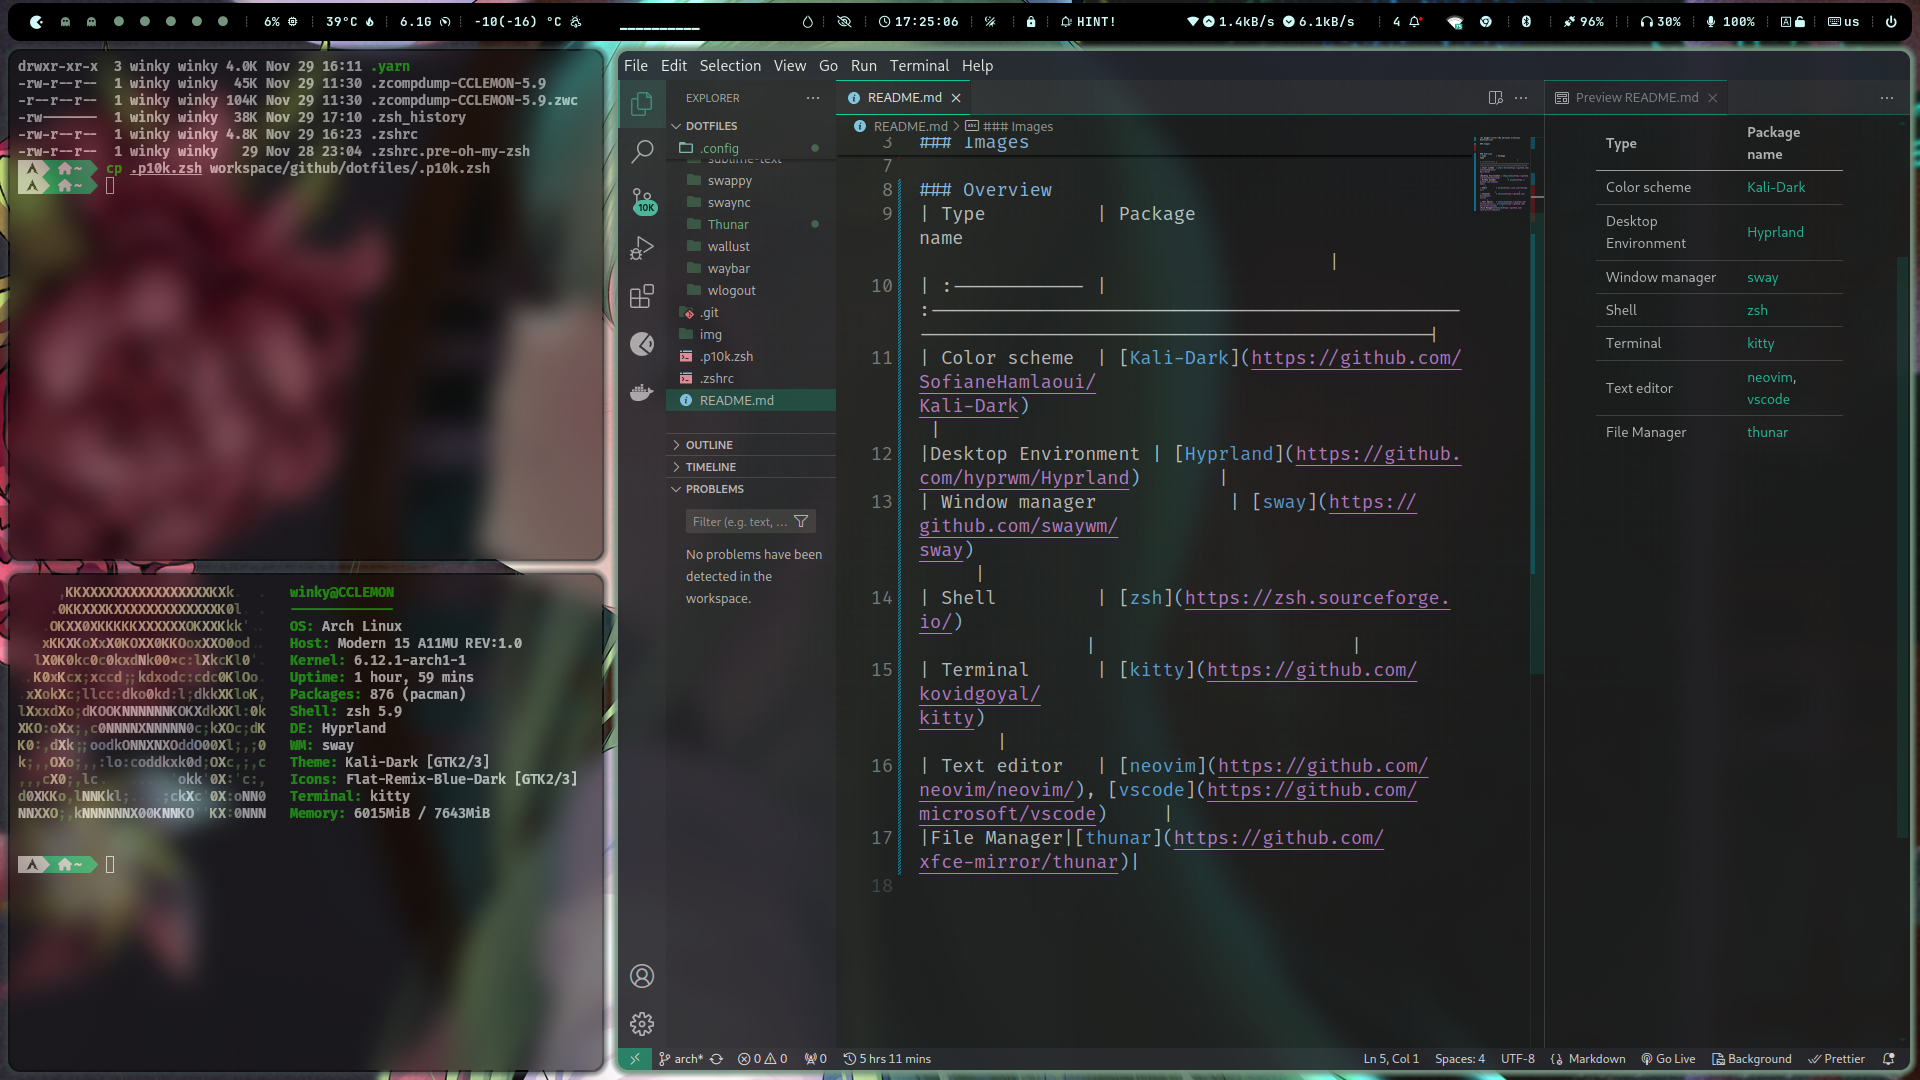 6%
39°C
6.1G
-10(-16) °C
17:25:06
HINT!
1.4kB/s 6.1kB/s
4
96%
30%
100%
us
drwxr-xr-x 3 winky winky 4.0K Nov 29 16:11 .yarn
-rw-r--r-- 1 winky winky 45K Nov 29 11:30 .zcompdump-CCLEMON-5.9
-r--r--r-- 1 winky winky 104K Nov 29 11:30 .zcompdump-CCLEMON-5.9.zwc
-rw------- 1 winky winky 38K Nov 29 17:10 .zsh_history
-rw-r--r-- 1 winky winky 4.8K Nov 29 16:23 .zshrc
-rw-r--r-- 1 winky winky 29 Nov 28 23:04 .zshrc.pre-oh-my-zsh
~ cp .p10k.zsh workspace/github/dotfiles/.p10k.zsh
~
winky@CCLEMON
OS: Arch Linux
Host: Modern 15 A11MU REV:1.0
Kernel: 6.12.1-arch1-1
Uptime: 1 hour, 59 mins
Packages: 876 (pacman)
Shell: zsh 5.9
DE: Hyprland
WM: sway
Theme: Kali-Dark [GTK2/3]
Icons: Flat-Remix-Blue-Dark [GTK2/3]
Terminal: kitty
Memory: 6015MiB / 7643MiB
~
File Edit Selection View Go Run Terminal Help
EXPLORER
10K
DOTFILES
.config
sublime-text
swappy
swaync
Thunar
wallust
waybar
wlogout
.git
img
.p10k.zsh
.zshrc
README.md
OUTLINE
TIMELINE
PROBLEMS
Filter (e.g. text, ...
No problems have been
detected in the
workspace.
README.md
README.md > ### Images
3 ### Images
7
8 ### Overview
9 | Type | Package
name
|
10 | :------------ |
:------------------------------------------------
-----------------------------------------------|
11 | Color scheme | [Kali-Dark](https://github.com/
SofianeHamlaoui/
Kali-Dark)
|
12 |Desktop Environment | [Hyprland](https://github.
com/hyprwm/Hyprland) |
13 | Window manager | [sway](https://
github.com/swaywm/
sway)
|
14 | Shell | [zsh](https://zsh.sourceforge.
io/)
| |
15 | Terminal | [kitty](https://github.com/
kovidgoyal/
kitty)
|
16 | Text editor | [neovim](https://github.com/
neovim/neovim/), [vscode](https://github.com/
microsoft/vscode) |
17 |File Manager|[thunar](https://github.com/
xfce-mirror/thunar)|
18
Preview README.md
Type Package
name
Color scheme Kali-Dark
Desktop
Environment Hyprland
Window manager sway
Shell zsh
Terminal kitty
Text editor neovim,
vscode
File Manager thunar
arch* 0 0 0 5 hrs 11 mins
Ln 5, Col 1 Spaces: 4 UTF-8 Markdown Go Live Background Prettier